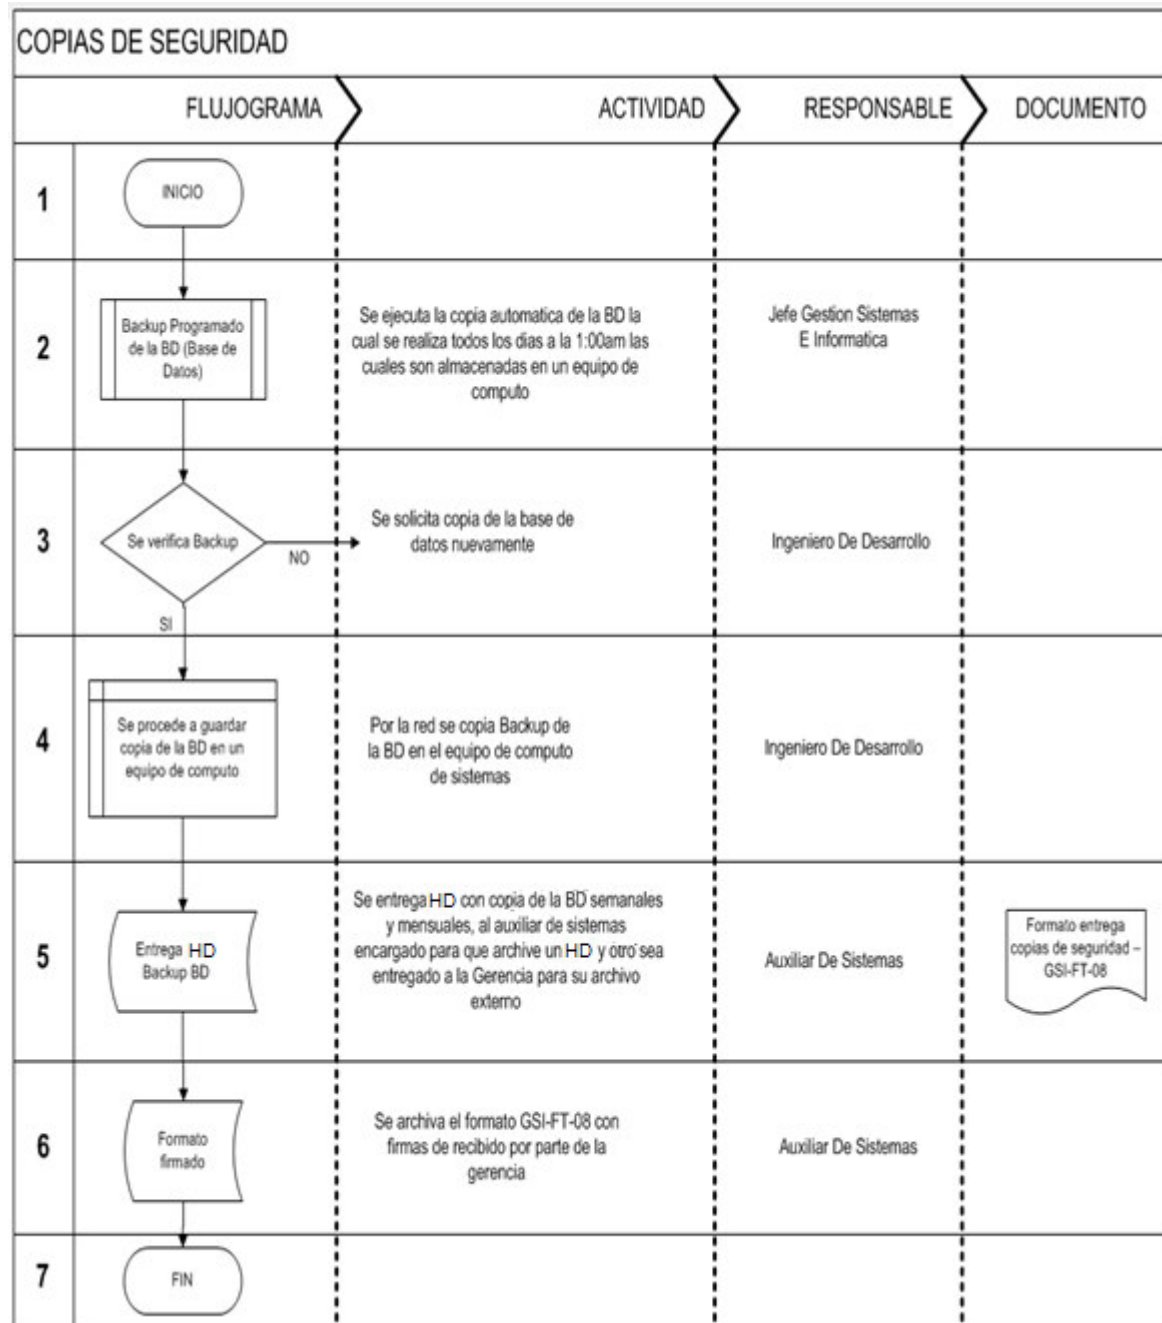 COPIAS DE SEGURIDAD
FLUJOGRAMA
ACTIVIDAD
RESPONSABLE
DOCUMENTO
1
INICIO
2
Backup Programado
de la BD (Base de
Datos)
Se ejecuta la copia automatica de la BD la
cual se realiza todos los dias a la 1:00am las
cuales son almacenadas en un equipo de
computo
Jefe Gestion Sistemas
E Informatica
3
Se verifica Backup
NO
SI
Se solicita copia de la base de
datos nuevamente
Ingeniero De Desarrollo
4
Se procede a guardar
copia de la BD en un
equipo de computo
Por la red se copia Backup de
la BD en el equipo de computo
de sistemas
Ingeniero De Desarrollo
5
Entrega HD
Backup BD
Se entrega HD con copia de la BD semanales
y mensuales, al auxiliar de sistemas
encargado para que archive un HD y otro sea
entregado a la Gerencia para su archivo
externo
Auxiliar De Sistemas
Formato entrega
copias de seguridad –
GSI-FT-08
6
Formato
firmado
Se archiva el formato GSI-FT-08 con
firmas de recibido por parte de la
gerencia
Auxiliar De Sistemas
7
FIN